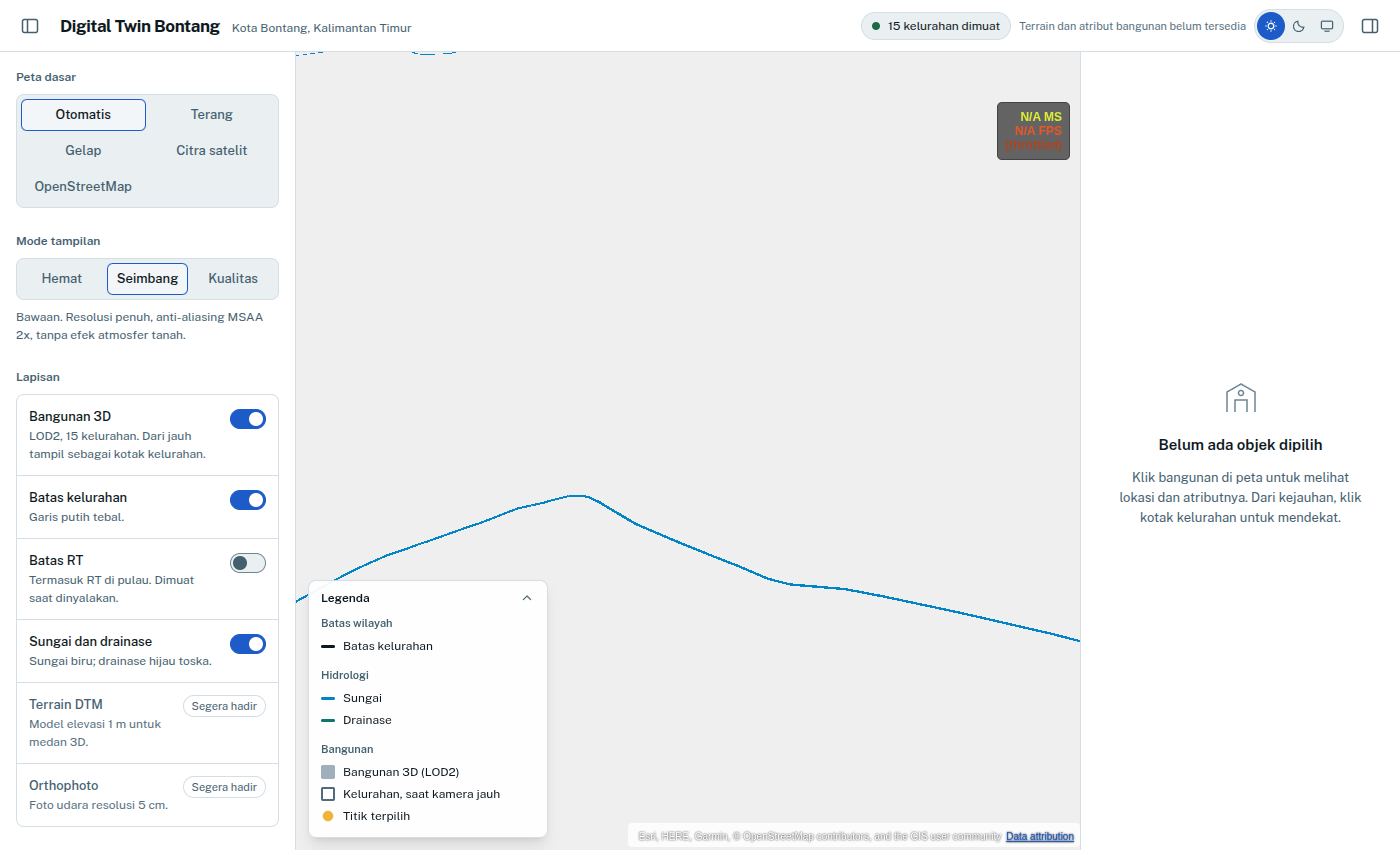 Digital Twin Bontang
Kota Bontang, Kalimantan Timur
15 kelurahan dimuat
Terrain dan atribut bangunan belum tersedia
Peta dasar
Otomatis
Terang
Gelap
Citra satelit
OpenStreetMap
Mode tampilan
Hemat
Seimbang
Kualitas
Bawaan. Resolusi penuh, anti-aliasing MSAA
2x, tanpa efek atmosfer tanah.
Lapisan
Bangunan 3D
LOD2, 15 kelurahan. Dari jauh
tampil sebagai kotak kelurahan.
Batas kelurahan
Garis putih tebal.
Batas RT
Termasuk RT di pulau. Dimuat
saat dinyalakan.
Sungai dan drainase
Sungai biru; drainase hijau toska.
Terrain DTM
Segera hadir
Model elevasi 1 m untuk
medan 3D.
Orthophoto
Segera hadir
Foto udara resolusi 5 cm.
N/A MS
N/A FPS
(throttled)
Legenda
Batas wilayah
Batas kelurahan
Hidrologi
Sungai
Drainase
Bangunan
Bangunan 3D (LOD2)
Kelurahan, saat kamera jauh
Titik terpilih
Esri, HERE, Garmin, © OpenStreetMap contributors, and the GIS user community Data attribution
Belum ada objek dipilih
Klik bangunan di peta untuk melihat
lokasi dan atributnya. Dari kejauhan, klik
kotak kelurahan untuk mendekat.